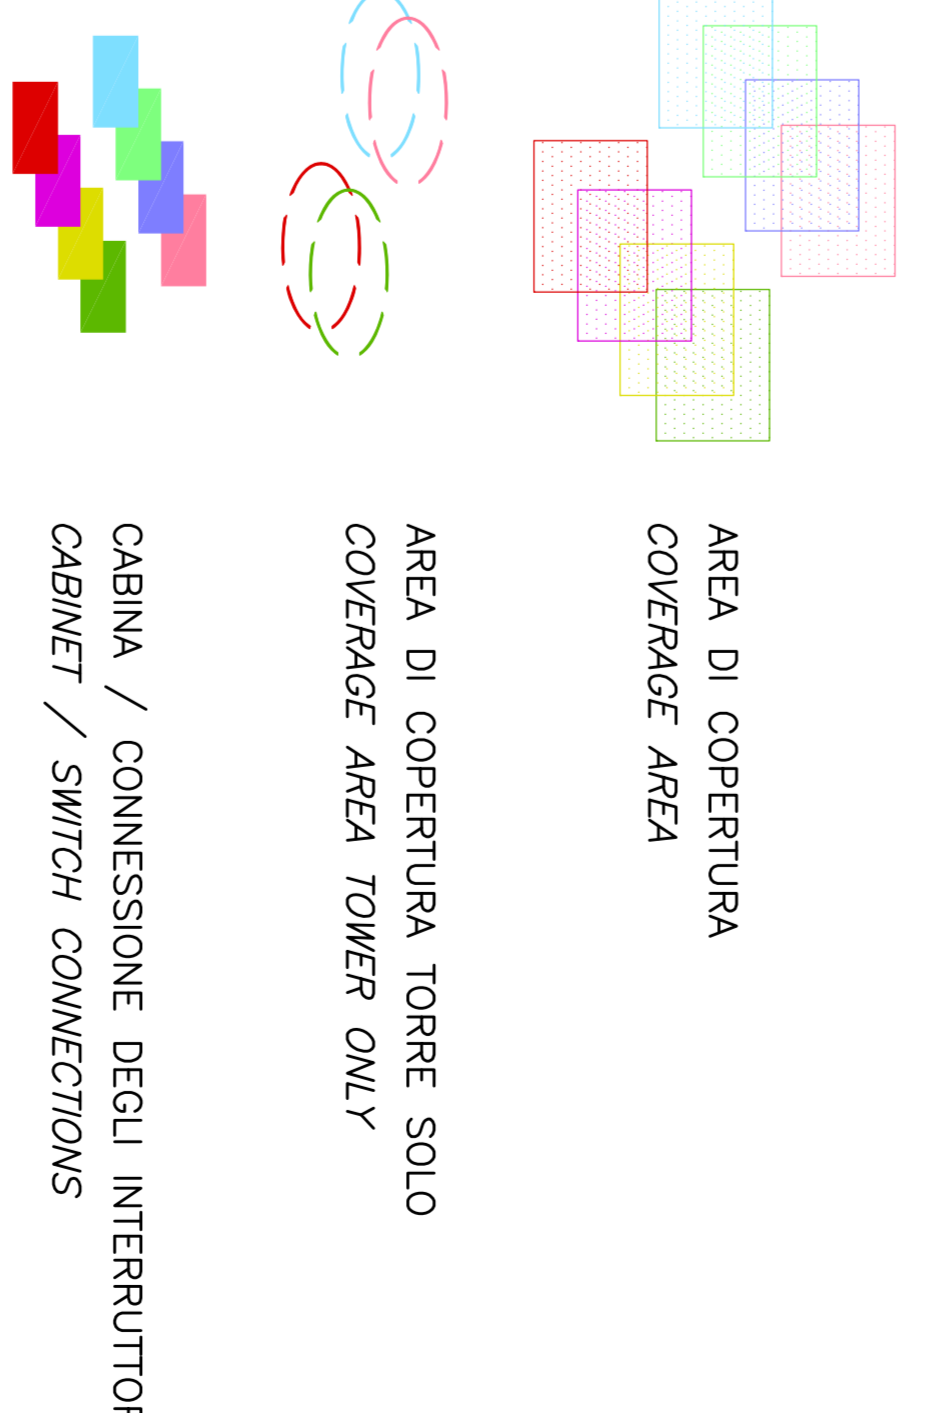 AREA DI COPERTURA
COVERAGE AREA
AREA DI COPERTURA TORRE SOLO
COVERAGE AREA TOWER ONLY
CABINA / CONNESSIONE DEGLI
CABINET / SWITCH CONNECTIONS